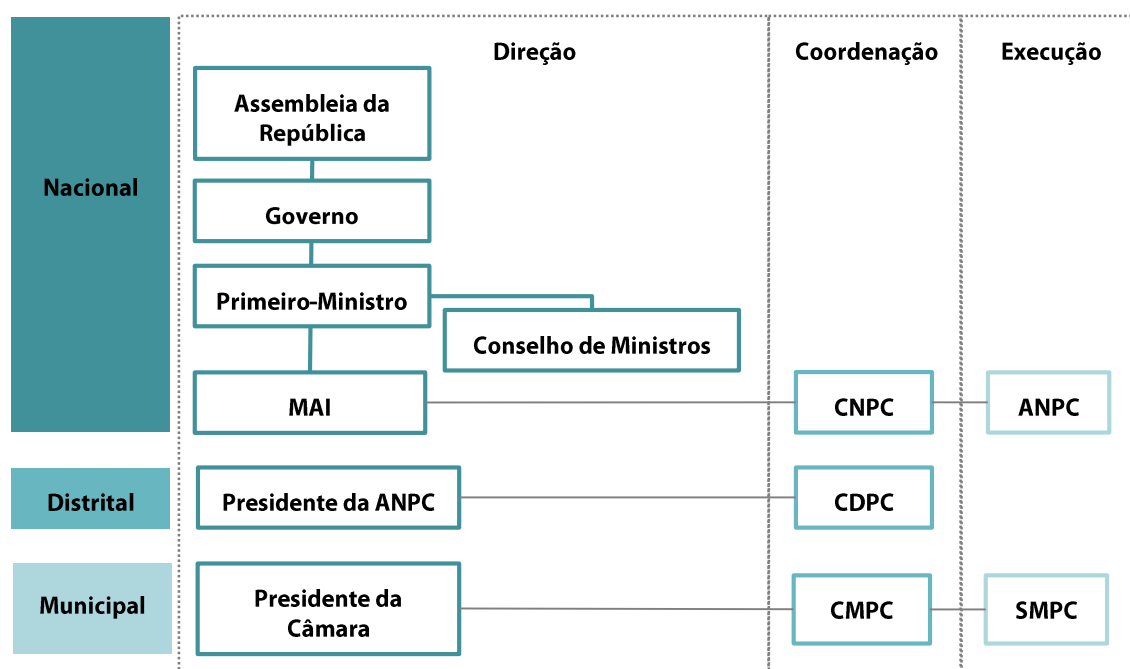 Direção
Coordenação
Execução
Nacional
Assembleia da
República
Governo
Primeiro-Ministro
Conselho de Ministros
MAI
CNPC
ANPC
Distrital
Presidente da ANPC
CDPC
Municipal
Presidente da
Câmara
CMPC
SMPC